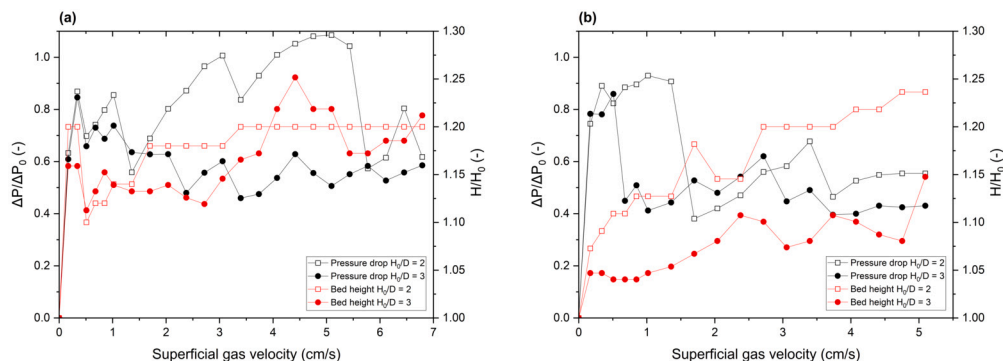 (a)
ΔP/ΔP₀ (-)
1.0
0.8
0.6
0.4
0.2
0.0
0 1 2 3 4 5 6 7
Superficial gas velocity (cm/s)
1.30
1.25
1.20
1.15
1.10
1.05
1.00
H/H₀ (-)
Pressure drop H₀/D = 2
Pressure drop H₀/D = 3
Bed height H₀/D = 2
Bed height H₀/D = 3
(b)
ΔP/ΔP₀ (-)
1.0
0.8
0.6
0.4
0.2
0.0
0 1 2 3 4 5
Superficial gas velocity (cm/s)
1.30
1.25
1.20
1.15
1.10
1.05
1.00
H/H₀ (-)
Pressure drop H₀/D = 2
Pressure drop H₀/D = 3
Bed height H₀/D = 2
Bed height H₀/D = 3